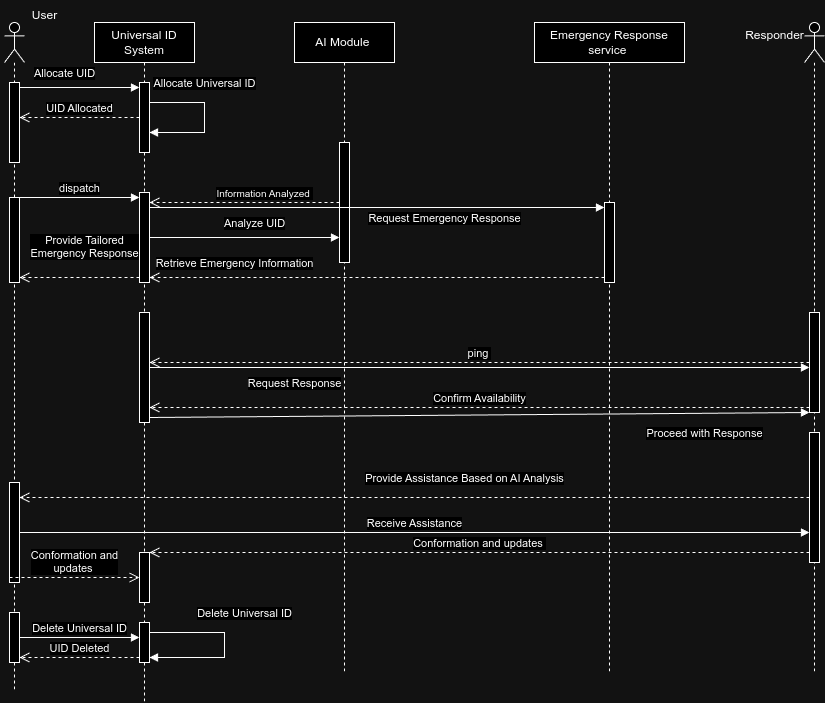 User
Universal ID
System
AI Module
Emergency Response
service
Responder
Allocate UID
Allocate Universal ID
UID Allocated
dispatch
Information Analyzed
Request Emergency Response
Analyze UID
Provide Tailored
Emergency Response
Retrieve Emergency Information
ping
Request Response
Confirm Availability
Proceed with Response
Provide Assistance Based on AI Analysis
Receive Assistance
Conformation and updates
Conformation and
updates
Delete Universal ID
Delete Universal ID
UID Deleted